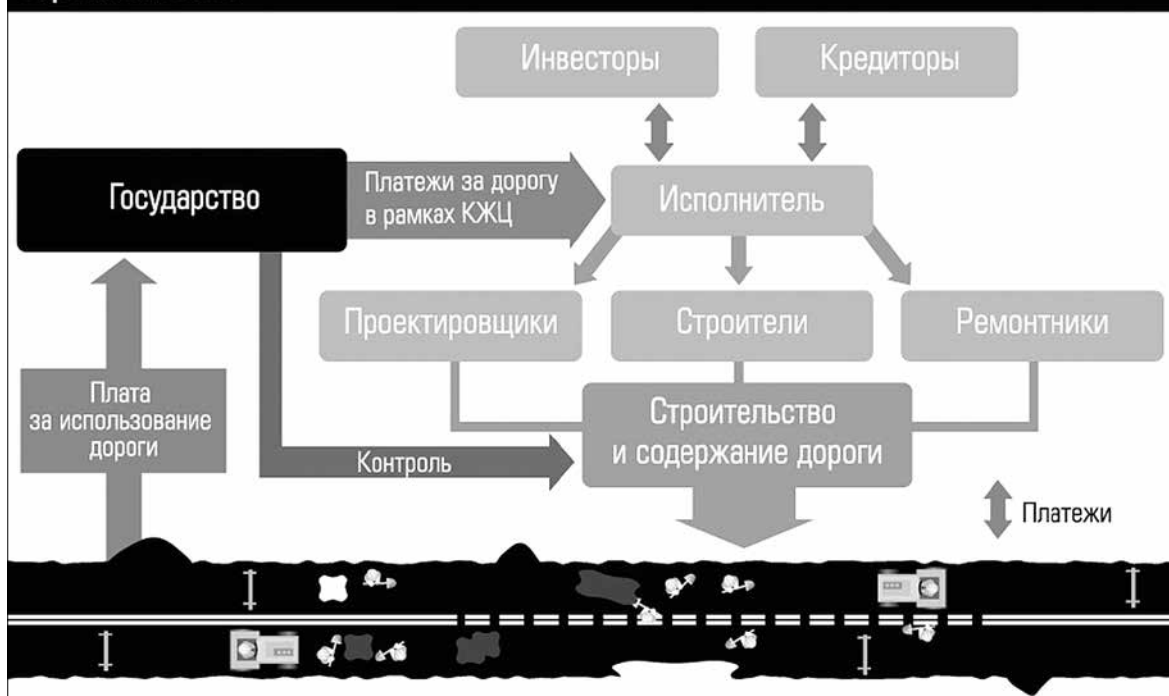 Инвесторы
Кредиторы
Государство
Платежи за дорогу
в рамках КЖЦ
Исполнитель
Проектировщики
Строители
Ремонтники
Плата
за использование
дороги
Строительство
и содержание дороги
Контроль
Платежи